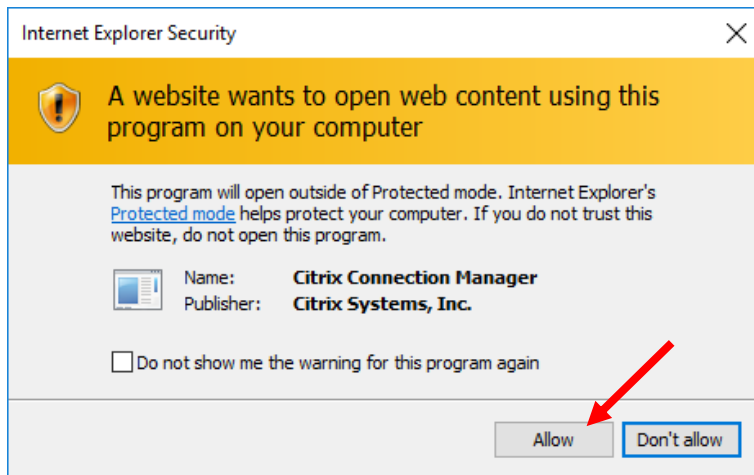 Internet Explorer Security
A website wants to open web content using this
program on your computer
This program will open outside of Protected mode. Internet Explorer's
Protected mode helps protect your computer. If you do not trust this
website, do not open this program.
Name: Citrix Connection Manager
Publisher: Citrix Systems, Inc.
Do not show me the warning for this program again
Allow Don't allow